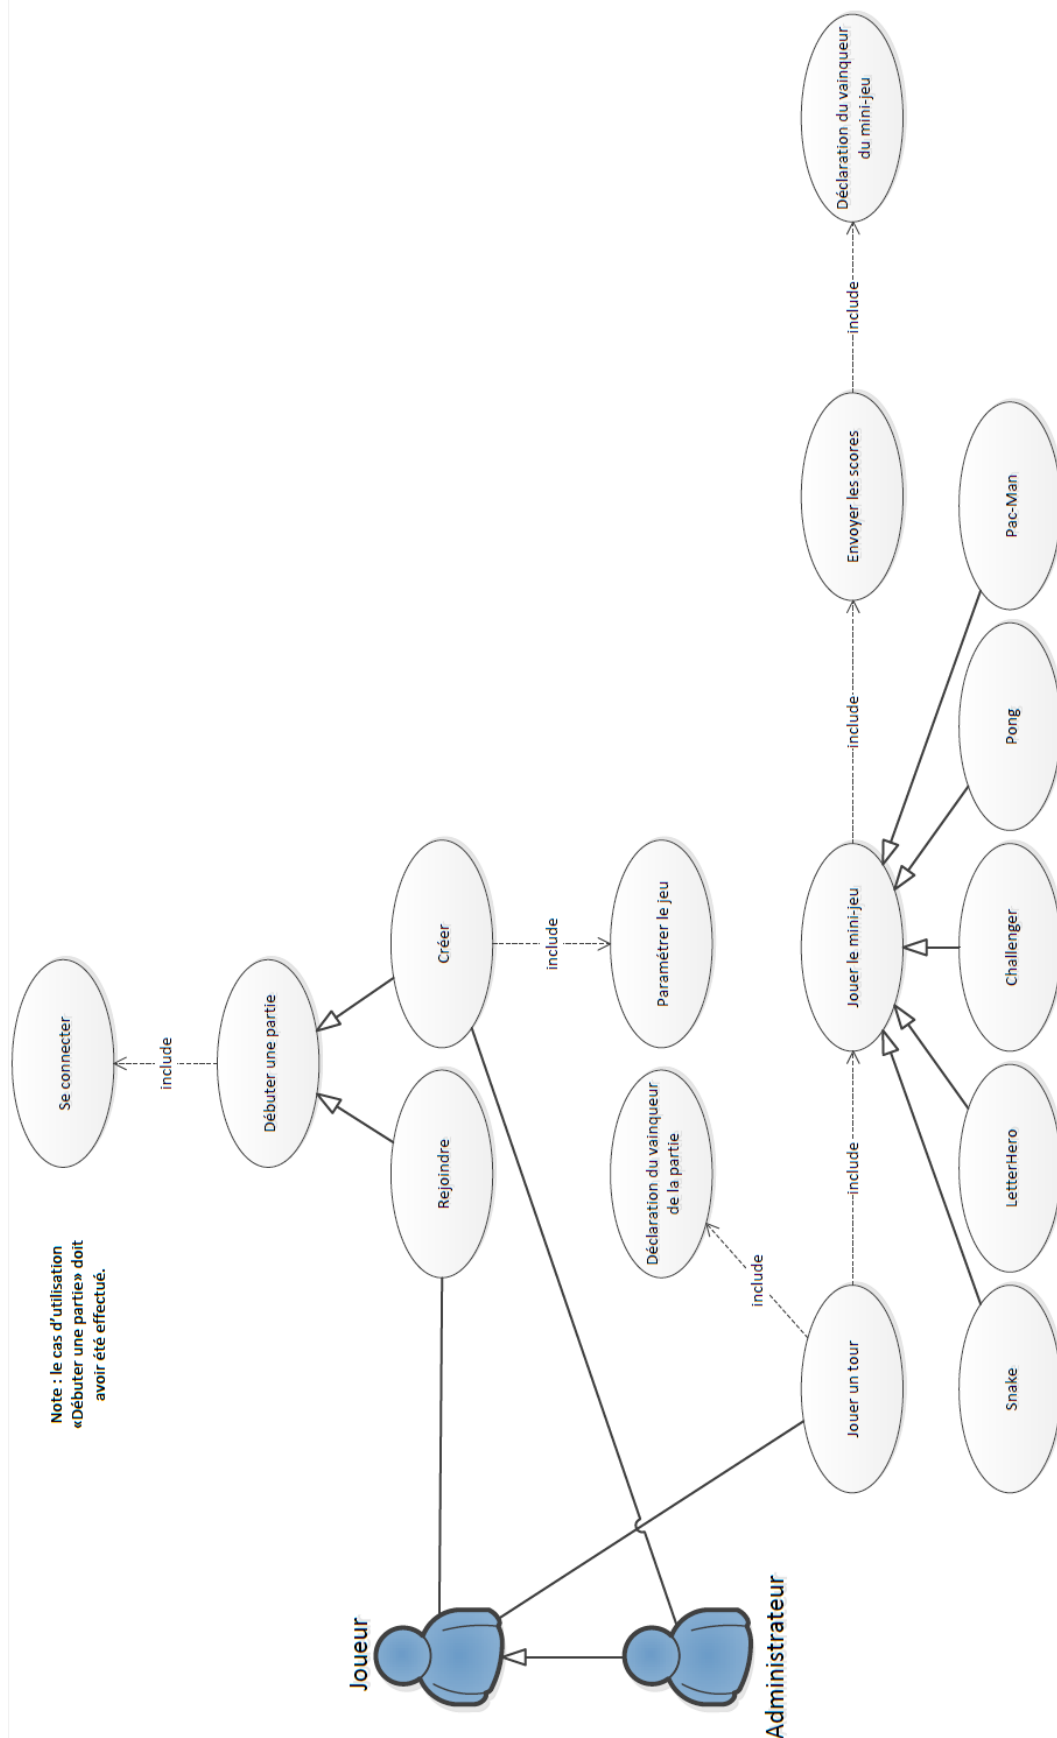 Note : le cas d'utilisation
«Débuter une partie» doit
avoir été effectué.
Se connecter
include
Débuter une partie
Joueur
Rejoindre
Créer
include
Administrateur
Déclaration du vainqueur
de la partie
Paramétrer le jeu
include
Jouer un tour
include
Jouer le mini-jeu
include
Envoyer les scores
include
Déclaration du vainqueur
du mini-jeu
Snake
LetterHero
Challenger
Pong
Pac-Man